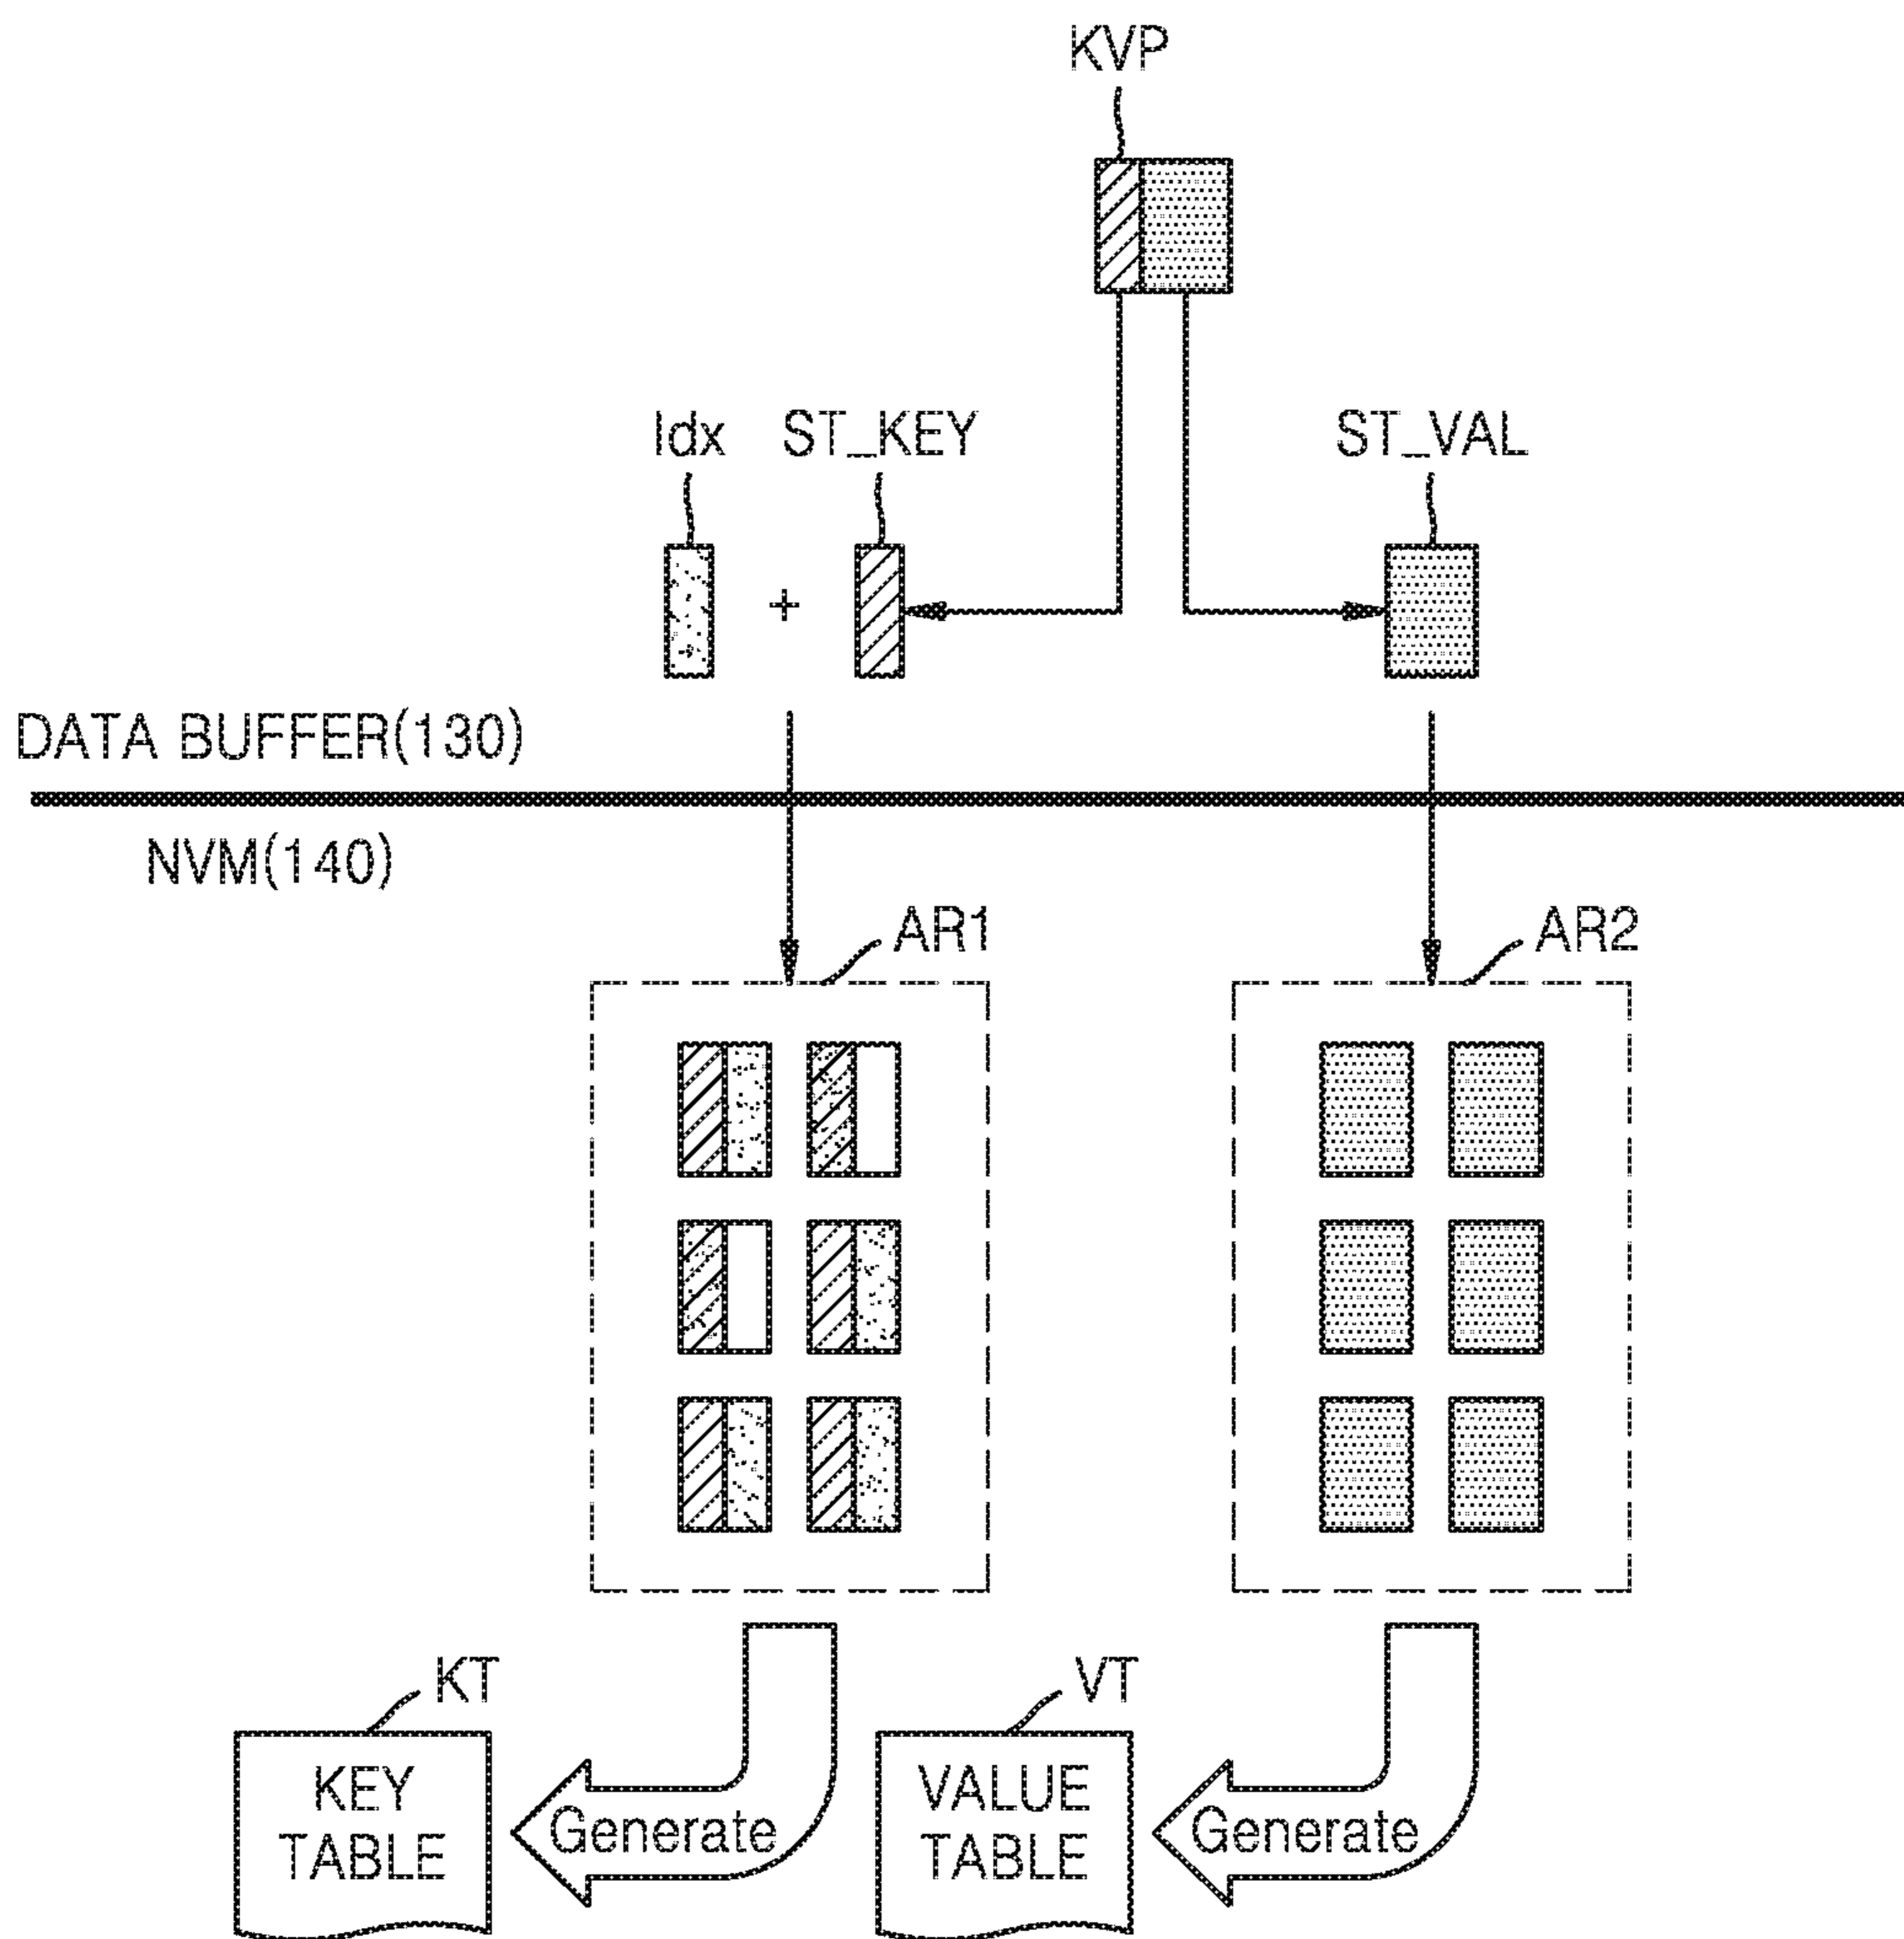 KVP
Idx ST_KEY ST_VAL
+
DATA BUFFER(130)
NVM(140)
AR1 AR2
KT VT
KEY
TABLE
Generate
VALUE
TABLE
Generate